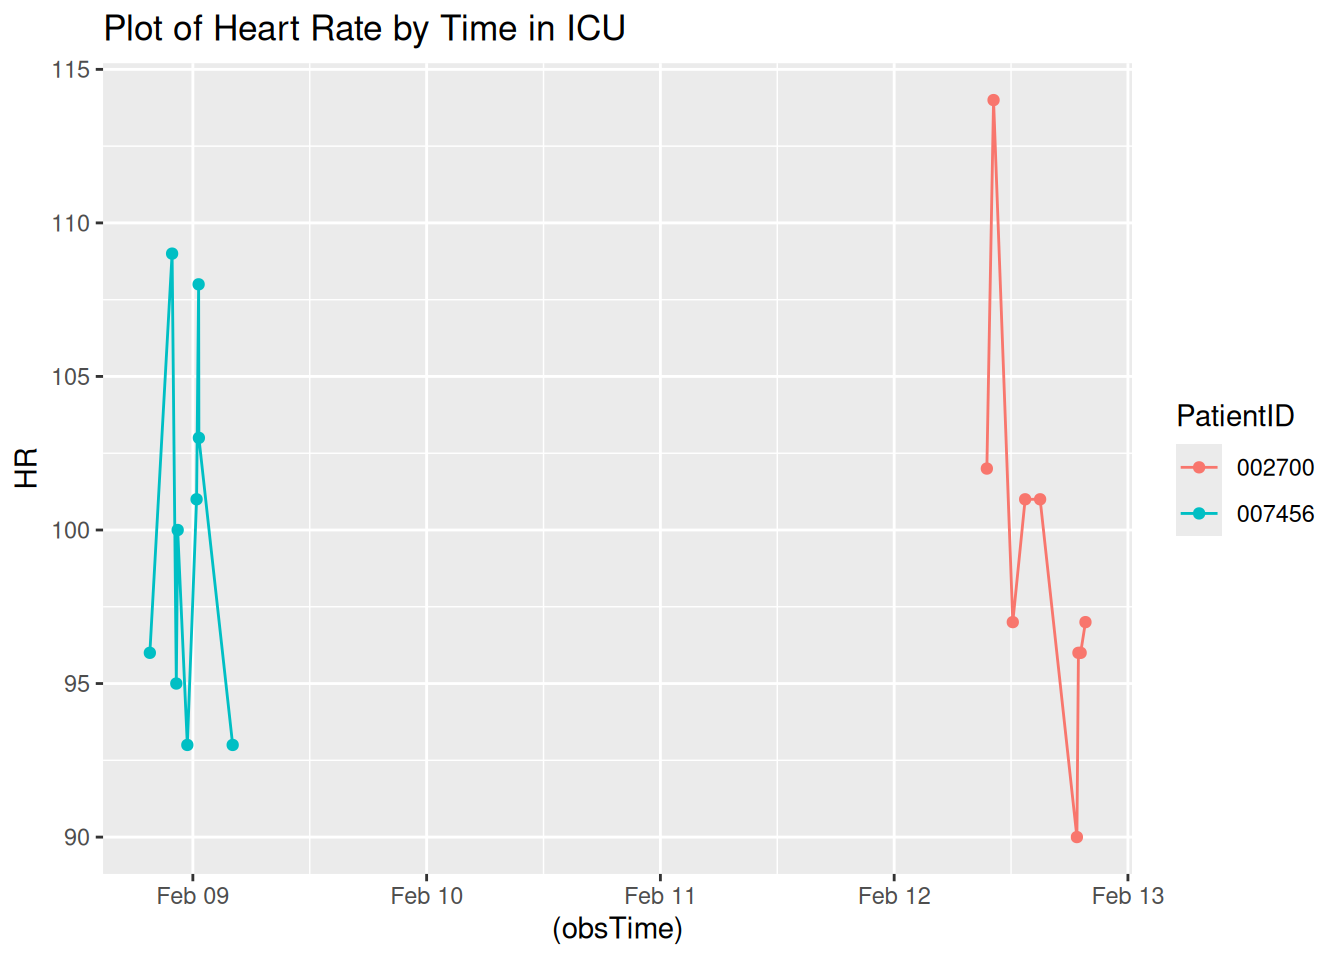 Plot of Heart Rate by Time in ICU
115
110
105
100
95
90
HR
Feb 09
Feb 10
Feb 11
Feb 12
Feb 13
(obsTime)
PatientID
002700
007456